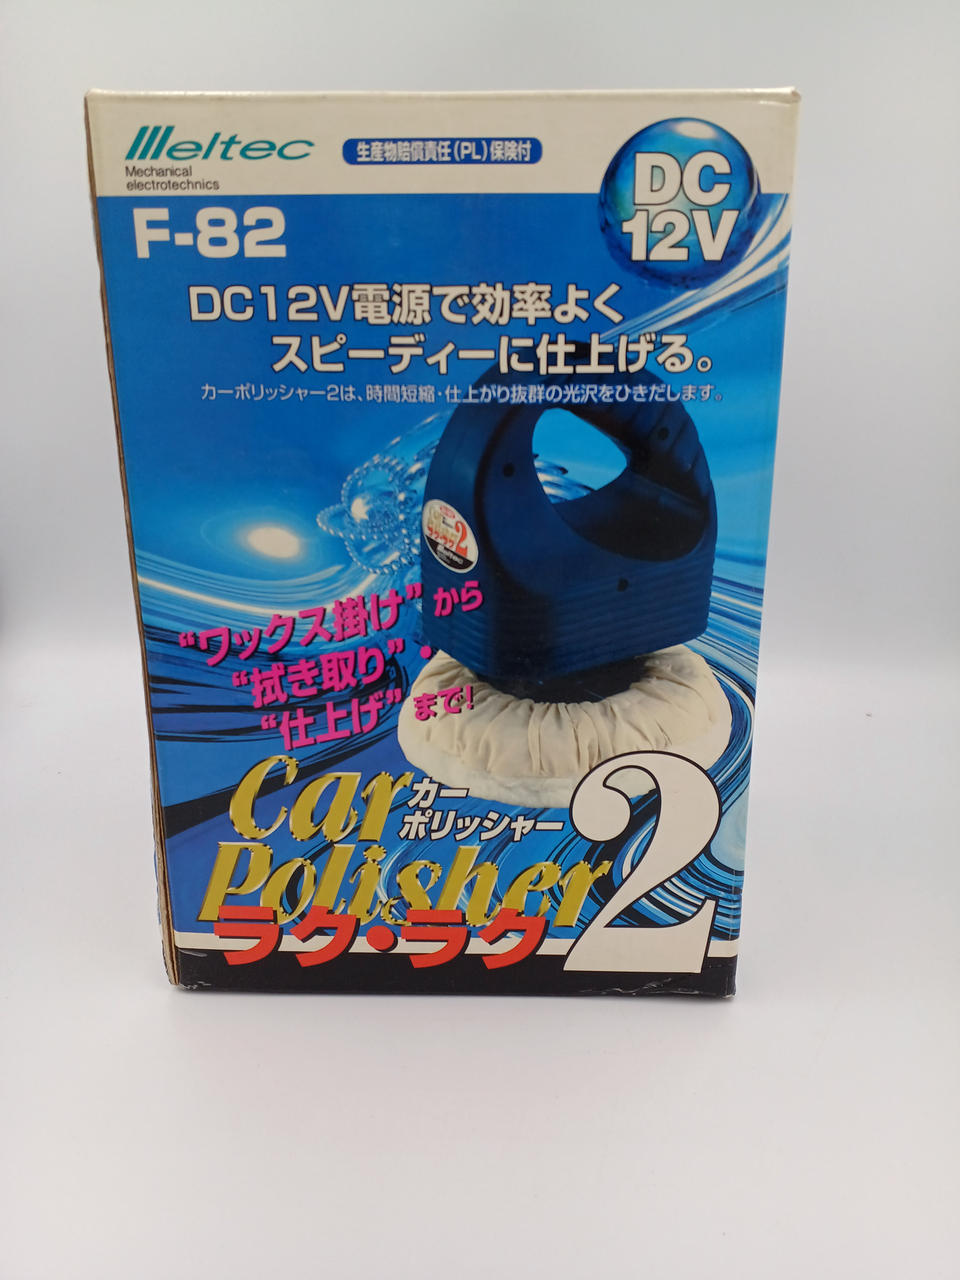 Meltec
Mechanical
electrotechnics
生産物賠償責任(PL)保険付
DC
12V
F-82
DC12V電源で効率よく
スピーディーに仕上げる。
カーポリッシャー2は、時間短縮・仕上がり抜群の光沢をひきだします。
ラク・ラク2
“ワックス掛け”から
“拭き取り”・
“仕上げ”まで!
Car
カー
ポリッシャー
Polisher
2
ラク・ラク